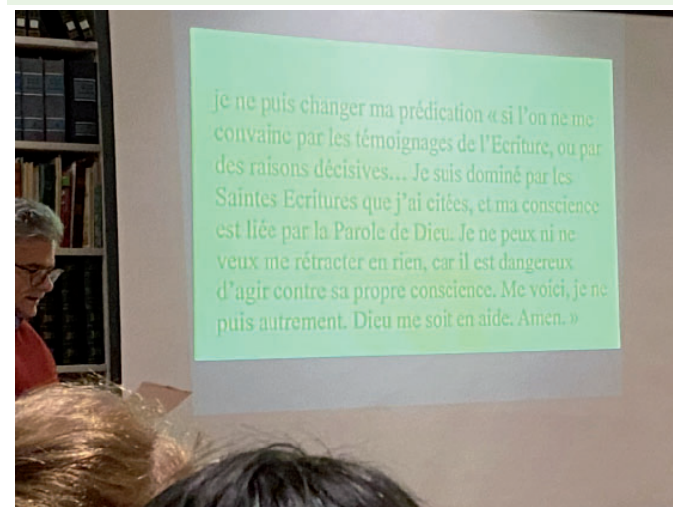 je ne puis changer ma prédication « si l'on ne me
convainc par les témoignages de l'Ecriture, ou par
des raisons décisives… Je suis dominé par les
Saintes Ecritures que j'ai citées, et ma conscience
est liée par la Parole de Dieu. Je ne peux ni ne
veux me rétracter en rien, car il est dangereux
d'agir contre sa propre conscience. Me voici, je ne
puis autrement. Dieu me soit en aide. Amen. »